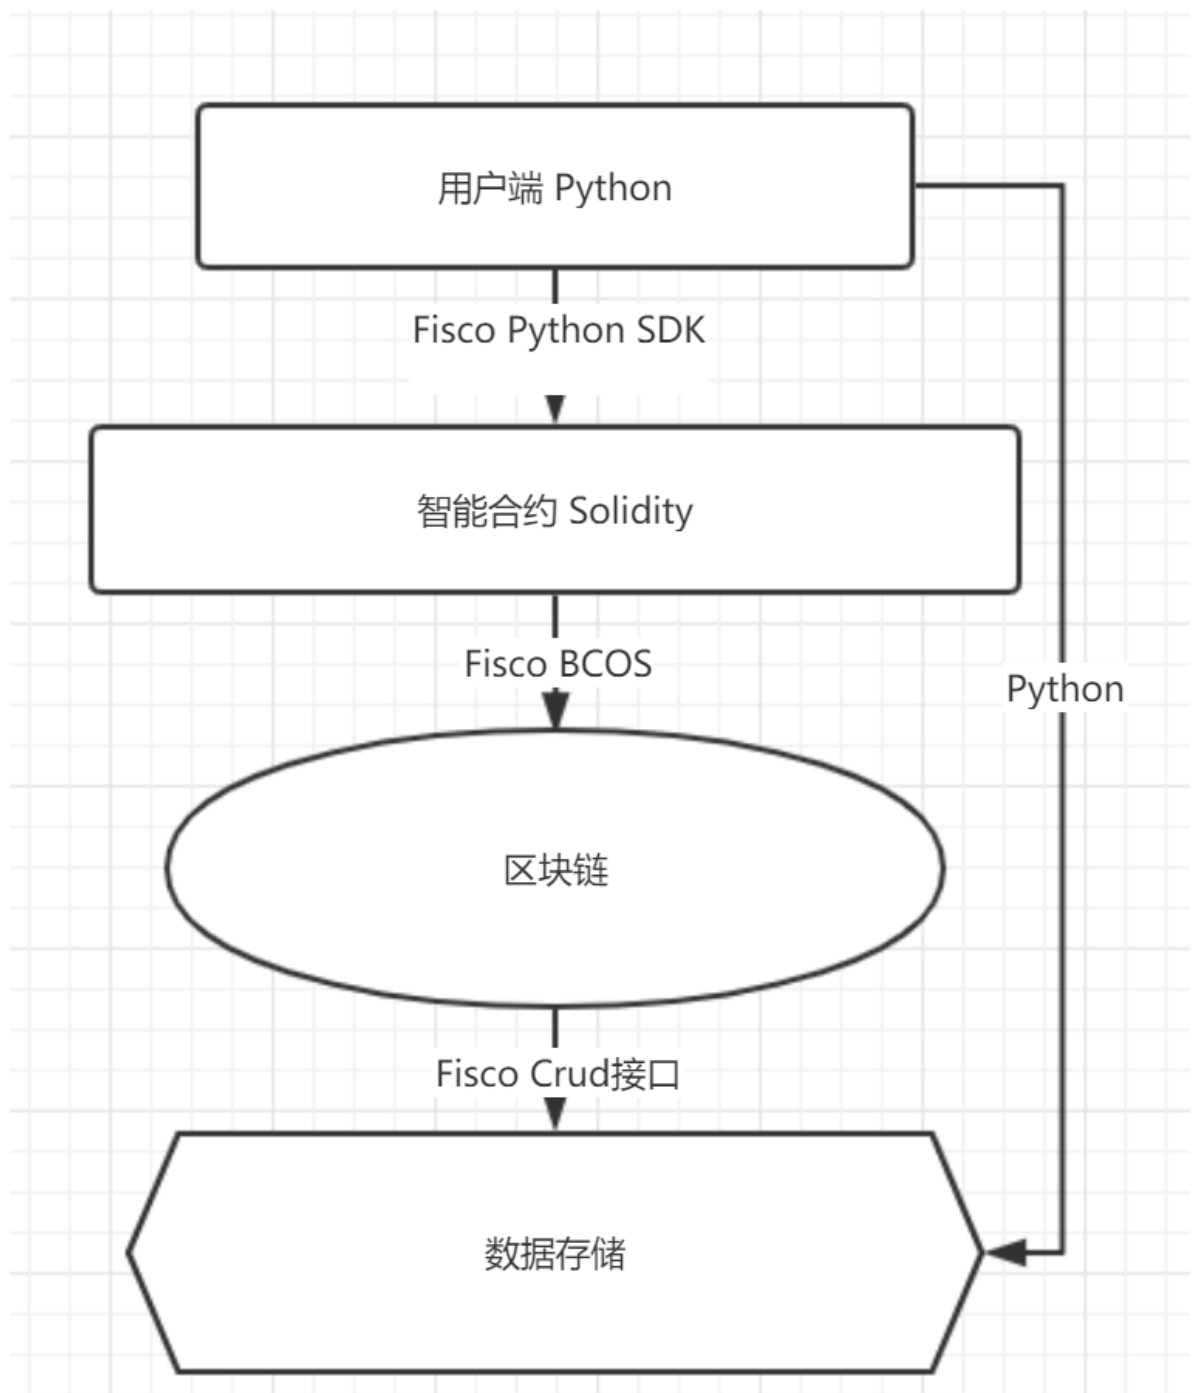 用户端 Python
Fisco Python SDK
智能合约 Solidity
Fisco BCOS
Python
区块链
Fisco Crud接口
数据存储